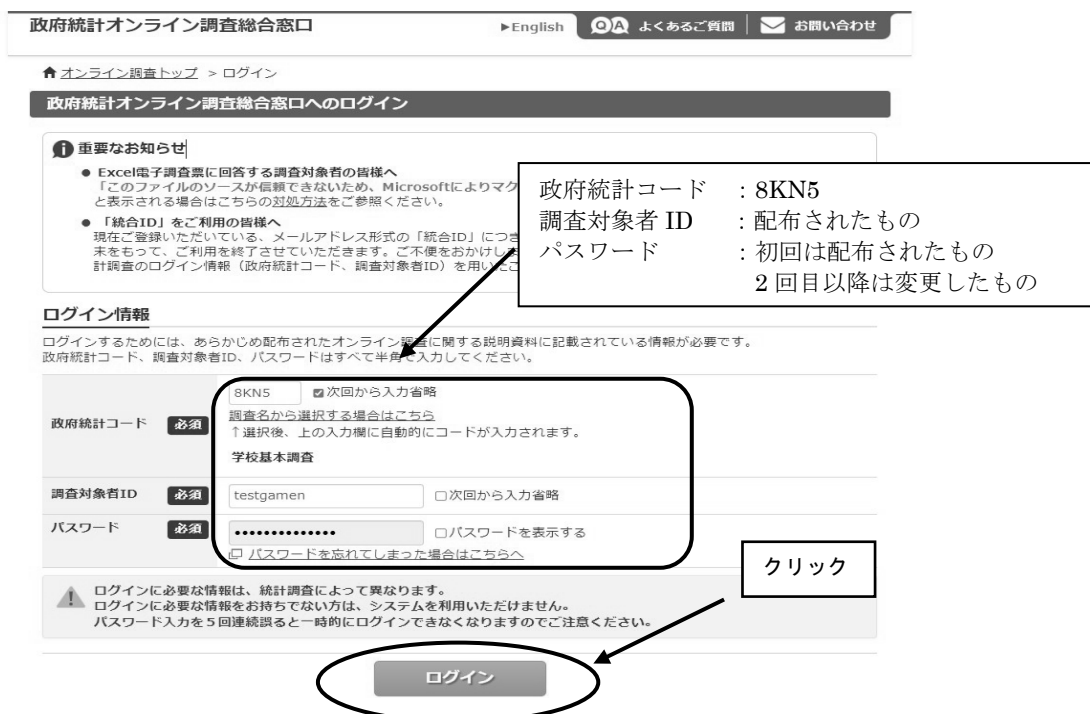 政府統計オンライン調査総合窓口
▶English
QA よくあるご質問
お問い合わせ
オンライン調査トップ > ログイン
政府統計オンライン調査総合窓口へのログイン
重要なお知らせ
● Excel電子調査票に回答する調査対象者の皆様へ
「このファイルのソースが信頼できないため、Microsoftによりマク
と表示される場合はこちらの対処方法をご参照ください。
● 「統合ID」をご利用の皆様へ
現在ご登録いただいている、メールアドレス形式の「統合ID」につき
末をもって、ご利用を終了させていただきます。ご不便をおかけしま
計調査のログイン情報（政府統計コード、調査対象者ID）を用いたご
政府統計コード ：8KN5
調査対象者 ID ：配布されたもの
パスワード ：初回は配布されたもの
2 回目以降は変更したもの
ログイン情報
ログインするためには、あらかじめ配布されたオンライン調査に関する説明資料に記載されている情報が必要です。
政府統計コード、調査対象者ID、パスワードはすべて半角で入力してください。
政府統計コード 必須
8KN5 次回から入力省略
調査名から選択する場合はこちら
↑選択後、上の入力欄に自動的にコードが入力されます。
学校基本調査
調査対象者ID 必須 testgamen □次回から入力省略
パスワード 必須 •••••••••••••• □パスワードを表示する
パスワードを忘れてしまった場合はこちらへ
クリック
ログインに必要な情報は、統計調査によって異なります。
ログインに必要な情報をお持ちでない方は、システムを利用いただけません。
パスワード入力を５回連続誤ると一時的にログインできなくなりますのでご注意ください。
ログイン